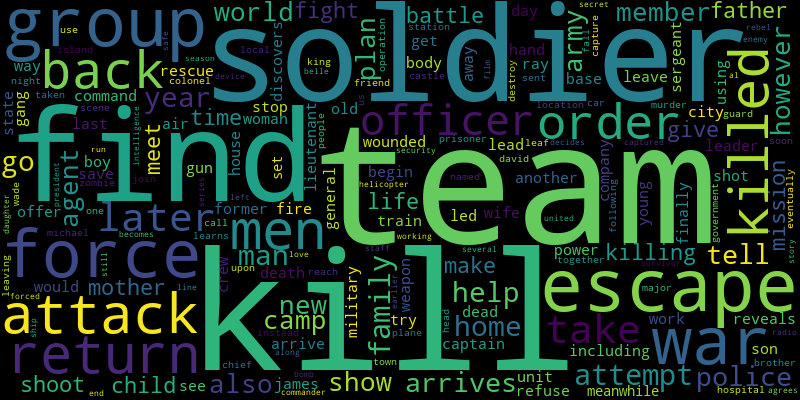 group
soldier
find
team
kill
killed
escape
force
attack
return
war
men
back
officer
order
later
take
world
fight
battle
member
father
plan
army
sergeant
however
mission
agent
year
time
go
meet
boy
also
man
new
camp
family
help
home
make
show
arrives
attempt
police
tell
killing
life
lead
give
city
leader
shot
wounded
begin
another
train
led
wife
power
together
company
young
finally
general
lieutenant
military
weapon
captain
dead
try
plane
unit
refuse
including
meanwhile
work
son
brother
reveals
major
shoot
child
see
james
mother
would
state
gang
way
night
command
rescue
colonel
discovers
stop
woman
old
house
gun
air
last
save
zombie
offer
former
fire
set
death
reach
crew
upon
arrive
along
instead
chief
town
bomb
commander
day
hand
ray
base
leave
using
away
body
get
station
operation
friend
king
belle
castle
destroy
sent
film
capture
enemy
rebel
secret
island
local
season
device
safe
use
taken
scene
intelligence
people
prisoner
security
david
leaf
decides
captured
location
car
murder
guard
soon
eventually
story
government
following
united
named
helicopter
several
working
staff
earlier
head
love
left
series
call
learns
becomes
michael
still
line
run
join
president
one
wade
daughter
leaving
forced
ship
end
survivor
radio
hospital
agrees
al
us
fall